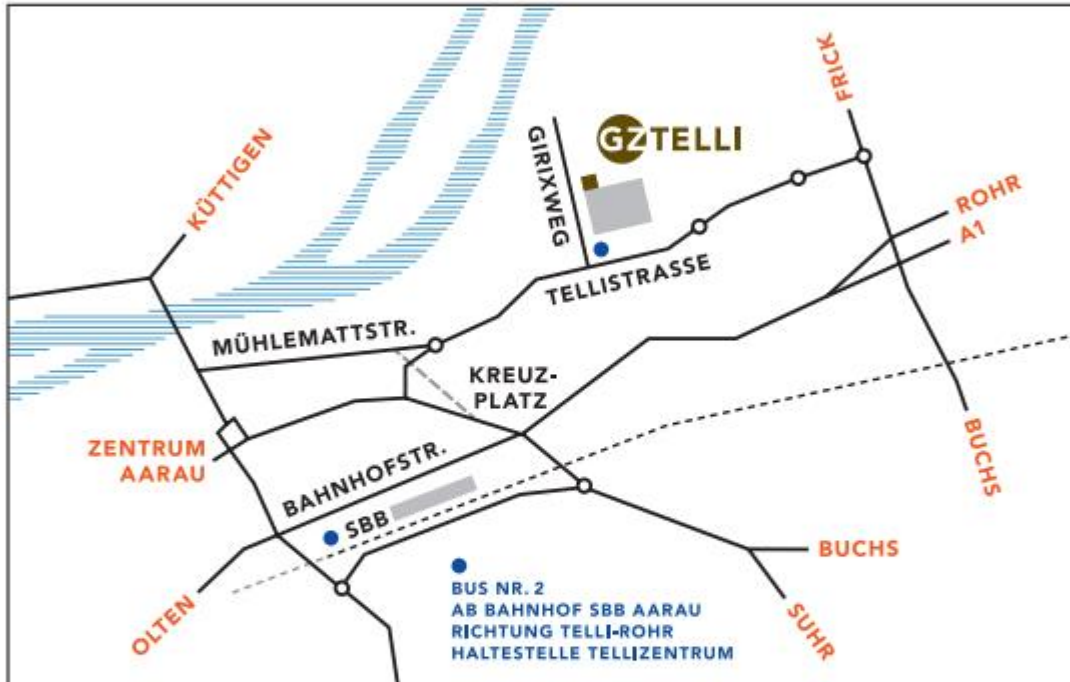 FRICK
GZTELLI
GIRIXWEG
KÜTTIGEN
ROHR
A1
TELLISTRASSE
MÜHLEMATTSTR.
KREUZ-
PLATZ
ZENTRUM
AARAU
BAHNHOFSTR.
BUCHS
SBB
BUCHS
OLTEN
SUHR
BUS NR. 2
AB BAHNHOF SBB AARAU
RICHTUNG TELLI-ROHR
HALTESTELLE TELLIZENTRUM